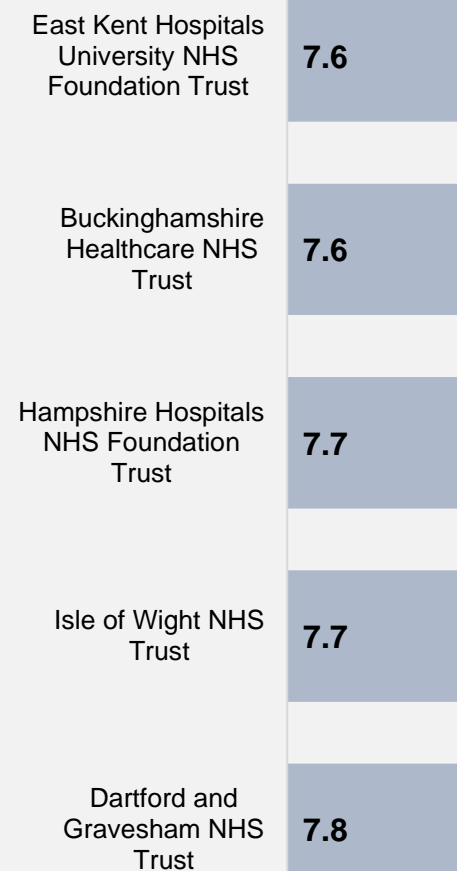 East Kent Hospitals
University NHS
Foundation Trust
7.6
Buckinghamshire
Healthcare NHS
Trust
7.6
Hampshire Hospitals
NHS Foundation
Trust
7.7
Isle of Wight NHS
Trust
7.7
Dartford and
Gravesham NHS
Trust
7.8